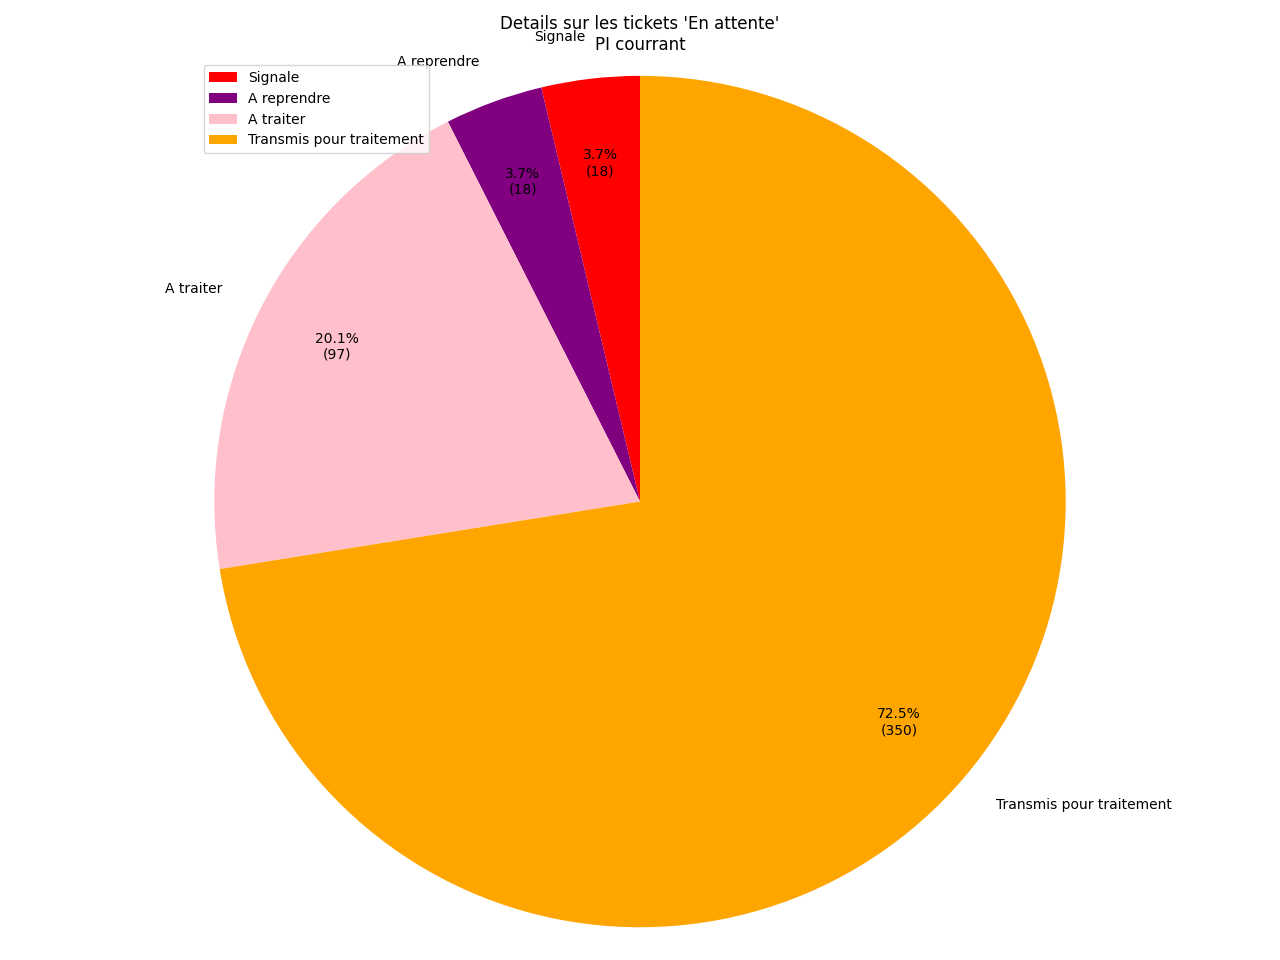 Details sur les tickets 'En attente'
PI courrant
Signale
A reprendre
Signale
A reprendre
A traiter
Transmis pour traitement
3.7%
(18)
3.7%
(18)
A traiter
20.1%
(97)
72.5%
(350)
Transmis pour traitement